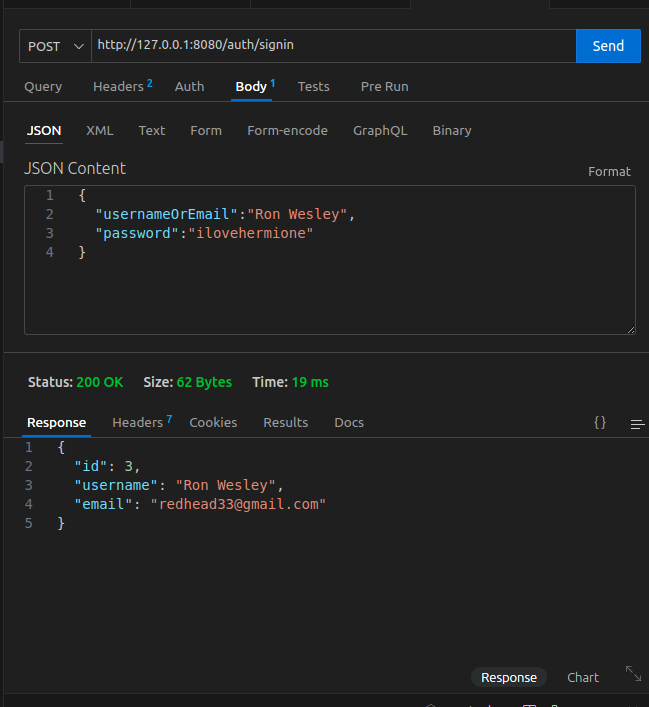 POST http://127.0.0.1:8080/auth/signin Send
Query Headers 2 Auth Body 1 Tests Pre Run
JSON XML Text Form Form-encode GraphQL Binary
JSON Content Format
1 {
2 "usernameOrEmail":"Ron Wesley",
3 "password":"ilovehermione"
4 }
Status: 200 OK Size: 62 Bytes Time: 19 ms
Response Headers 7 Cookies Results Docs {}
1 {
2 "id": 3,
3 "username": "Ron Wesley",
4 "email": "redhead33@gmail.com"
5 }
Response Chart